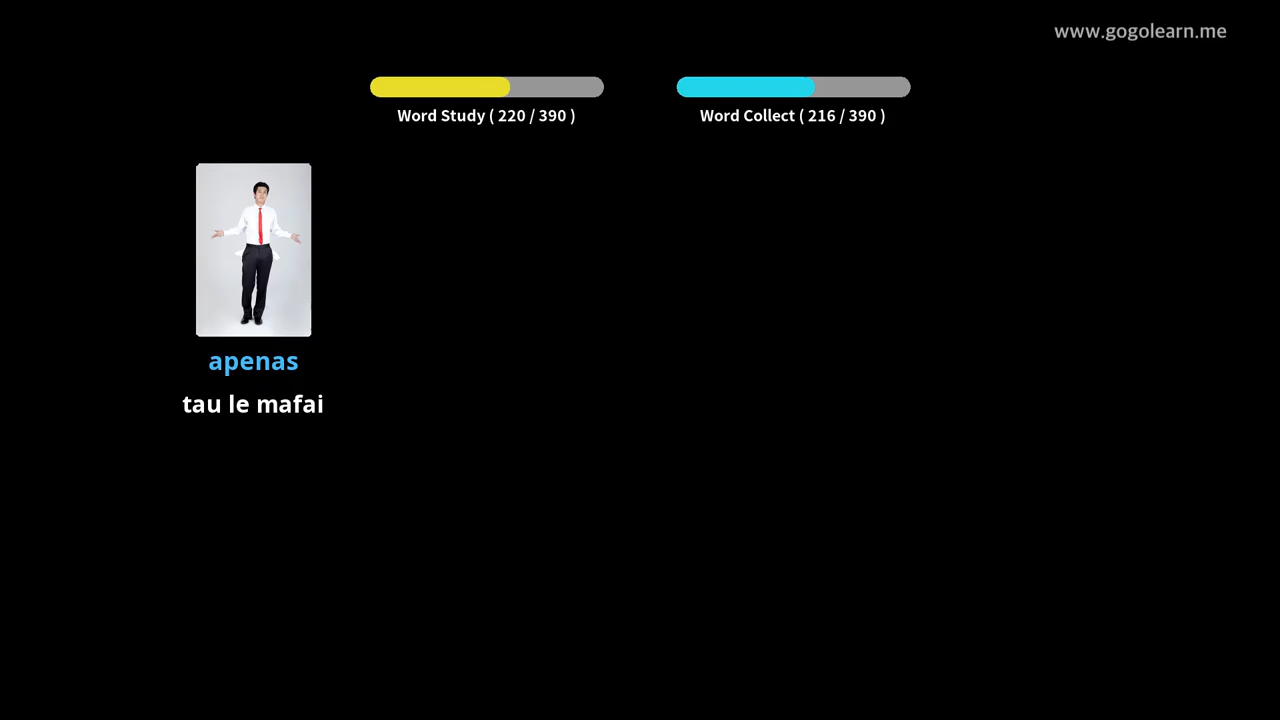 www.gogolearn.me
Word Study ( 220 / 390 )
Word Collect ( 216 / 390 )
apenas
tau le mafai